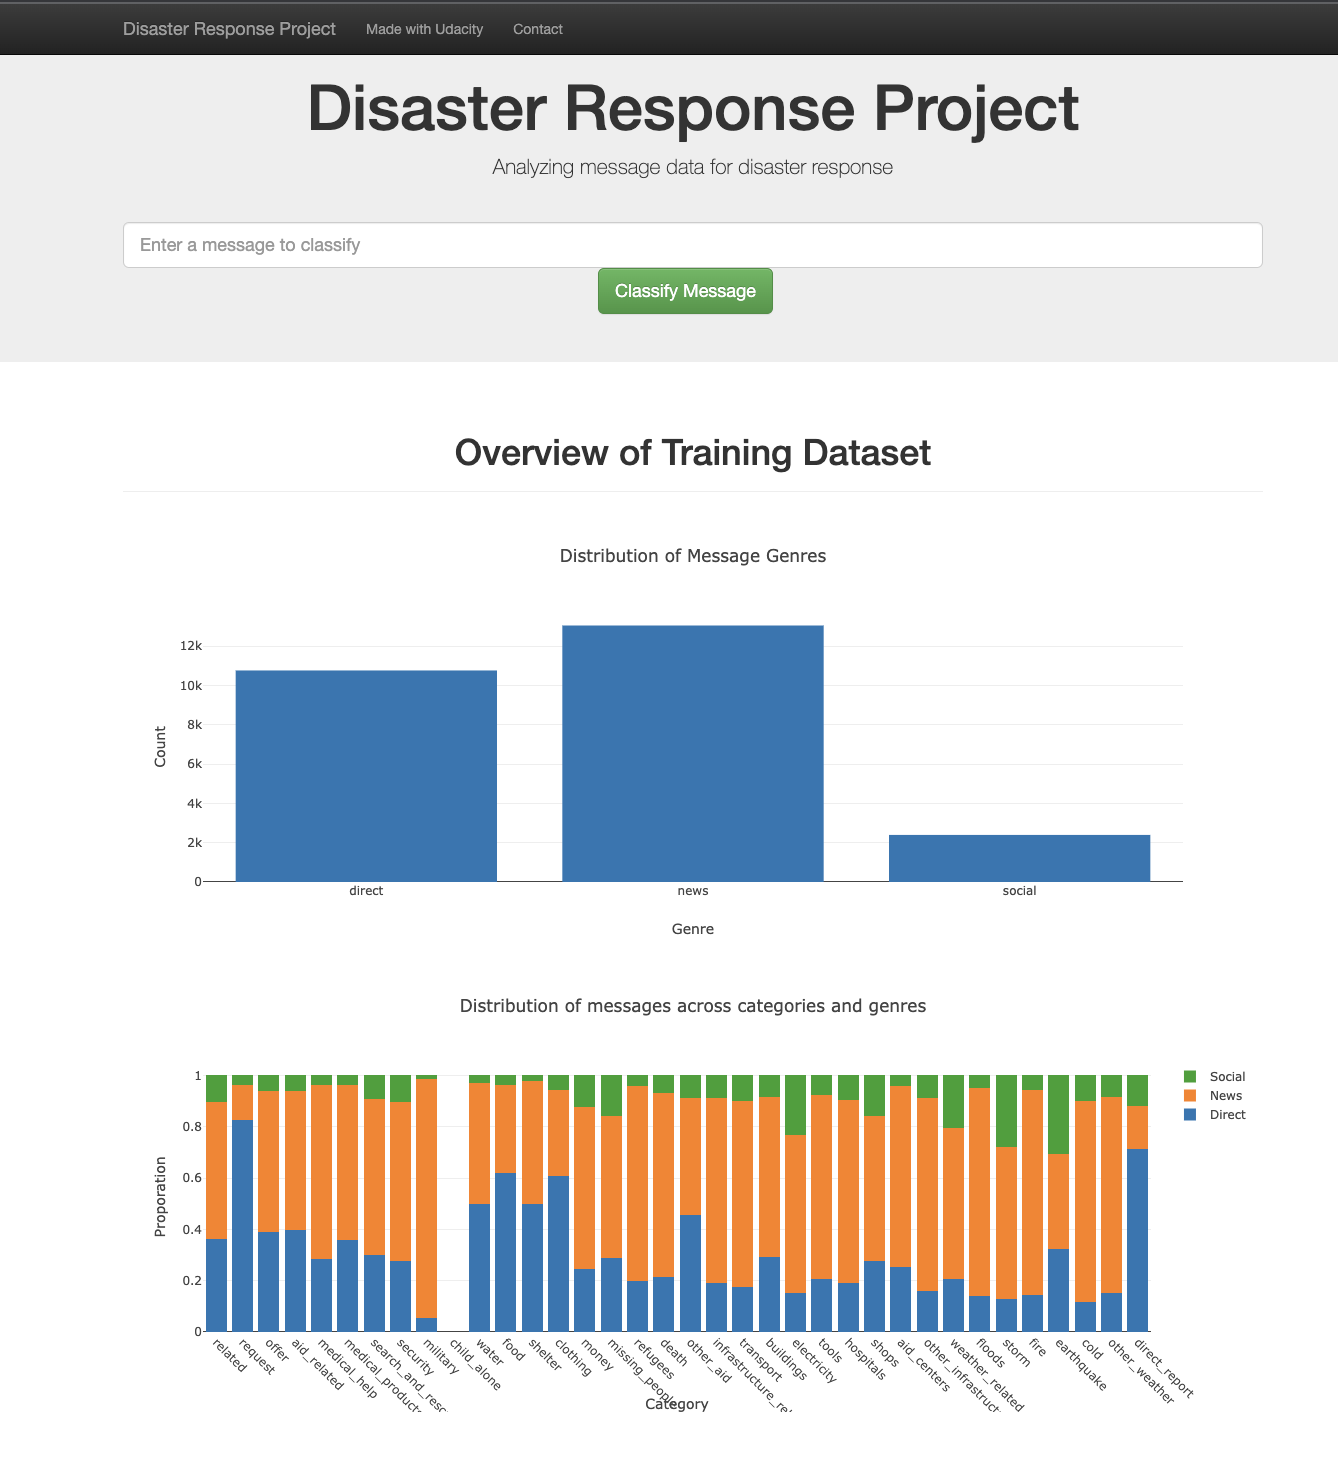 Disaster Response Project Made with Udacity Contact
Disaster Response Project
Analyzing message data for disaster response
Enter a message to classify
Classify Message
Overview of Training Dataset
Distribution of Message Genres
12k
10k
8k
6k
4k
2k
0
Count
direct news social
Genre
Distribution of messages across categories and genres
1
0.8
0.6
0.4
0.2
0
Proporation
Social
News
Direct
related
request
offer
aid_related
medical_help
medical_product
search_and_resc
security
military
child_alone
water
food
shelter
clothing
money
missing_people
refugees
death
other_aid
infrastructure_rel
transport
buildings
electricity
tools
hospitals
shops
aid_centers
other_infrastruct
weather_related
floods
storm
fire
earthquake
cold
other_weather
direct_report
Category